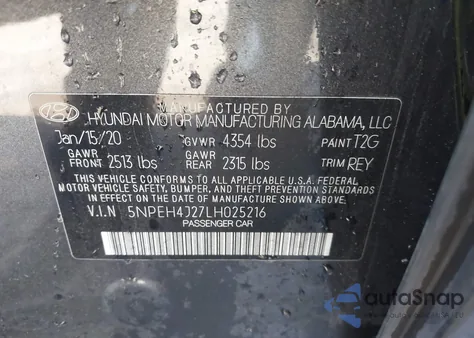 MANUFACTURED BY
HYUNDAI MOTOR MANUFACTURING ALABAMA, LLC
Jan/15/20 GVWR 4354 lbs PAINT T2G
GAWR FRONT 2513 lbs GAWR REAR 2315 lbs TRIM REY
THIS VEHICLE CONFORMS TO ALL APPLICABLE U.S.A FEDERAL
MOTOR VEHICLE SAFETY, BUMPER, AND THEFT PREVENTION
STANDARDS IN EFFECT ON THE DATE OF MANUFACTURE SHOWN ABOVE.
V.I.N 5NPEH4J27LH025216
PASSENGER CAR
autoSnap